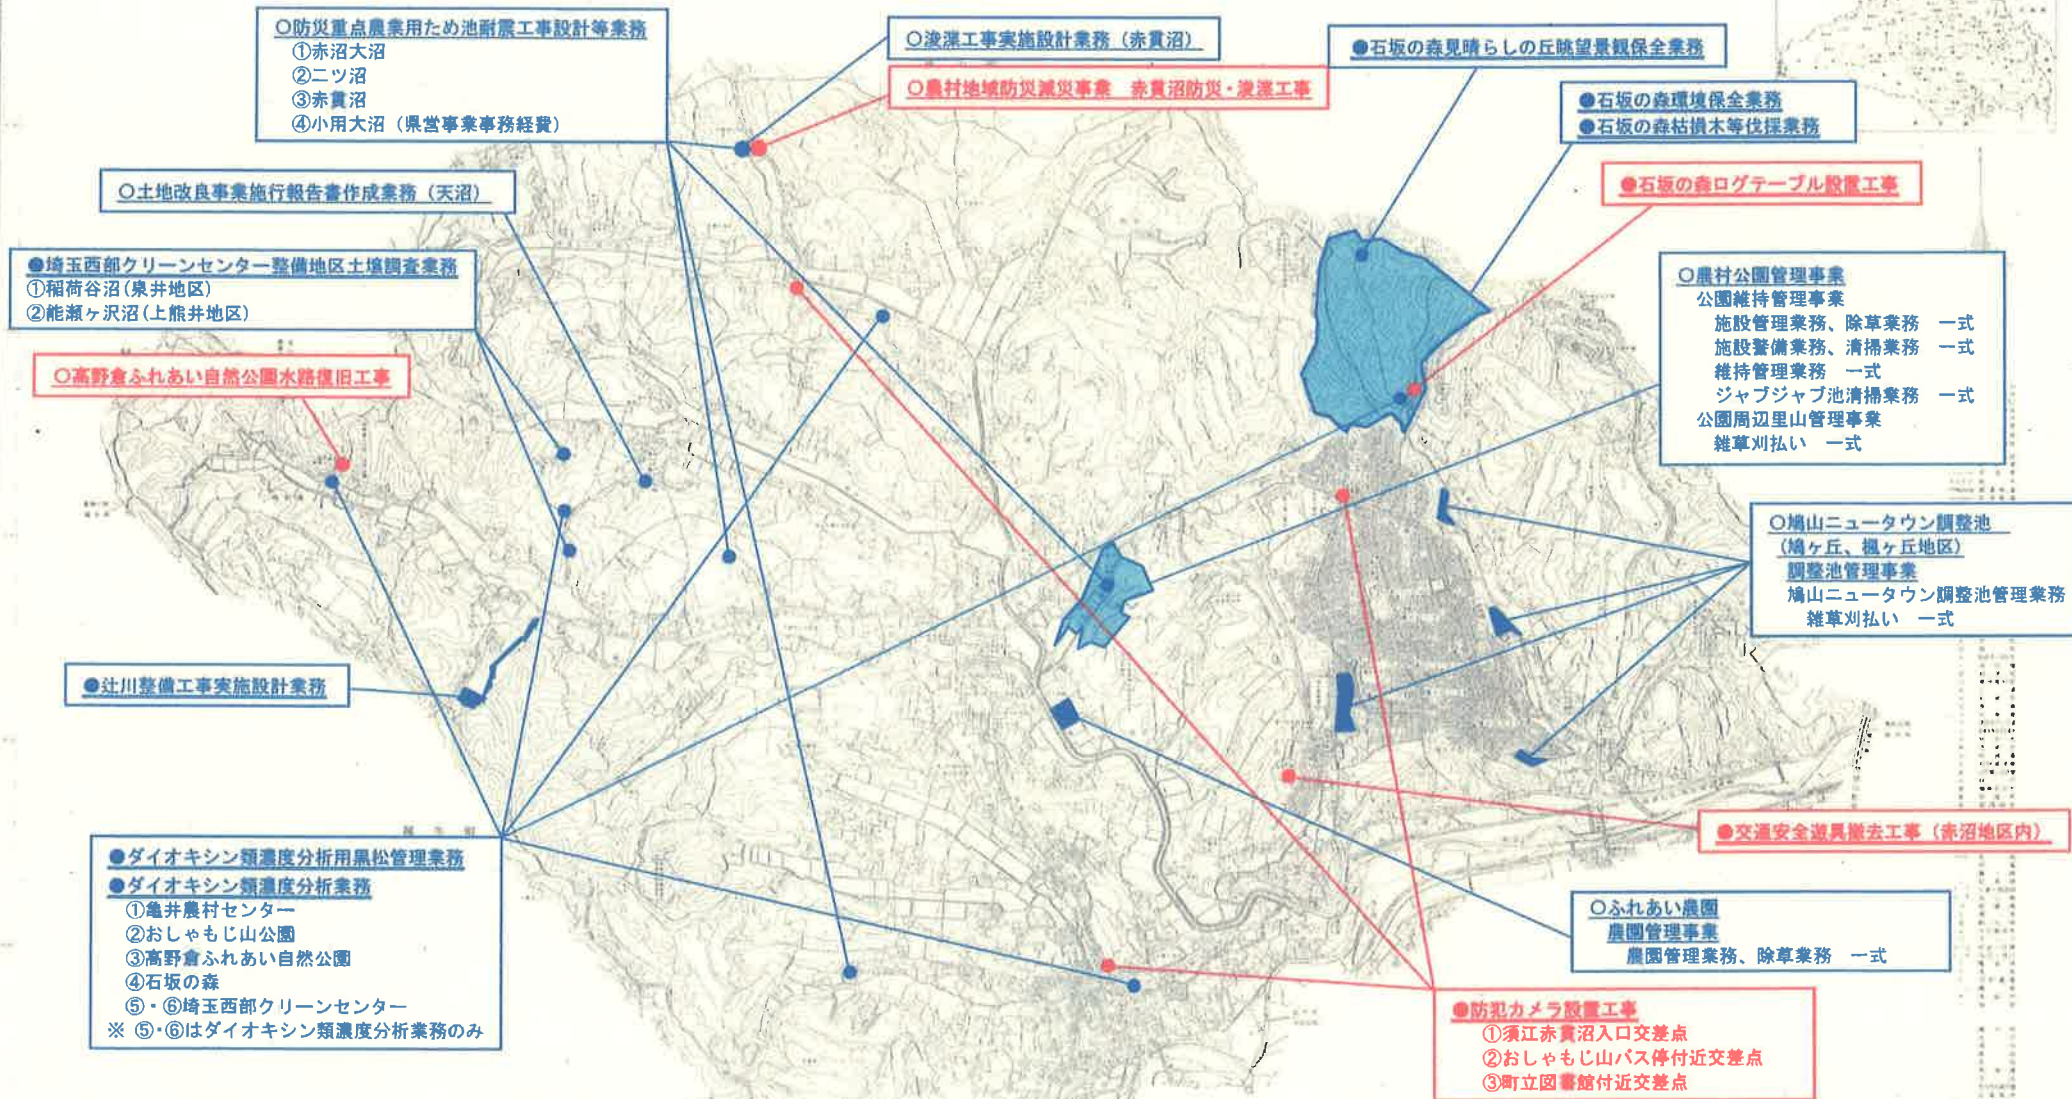 ○防災重点農業用ため池耐震工事設計等業務
①赤沼大沼
②二ツ沼
③赤貫沼
④小用大沼（県営事業事務経費）
○浚渫工事実施設計業務（赤貫沼）
○農村地域防災減災事業　赤貫沼防災・浚渫工事
●石坂の森見晴らしの丘眺望景観保全業務
●石坂の森環境保全業務
●石坂の森枯損木等伐採業務
●石坂の森ログテーブル設置工事
○土地改良事業施行報告書作成業務（天沼）
●埼玉西部クリーンセンター整備地区土壌調査業務
①稲荷谷沼(泉井地区)
②能瀬ヶ沢沼(上熊井地区)
○高野倉ふれあい自然公園水路復旧工事
○農村公園管理事業
公園維持管理事業
施設管理業務、除草業務　一式
施設警備業務、清掃業務　一式
維持管理業務　一式
ジャブジャブ池清掃業務　一式
公園周辺里山管理事業
雑草刈払い　一式
○鳩山ニュータウン調整池
(鳩ヶ丘、楓ヶ丘地区)
調整池管理事業
鳩山ニュータウン調整池管理業務
雑草刈払い　一式
●辻川整備工事実施設計業務
●交通安全遊具撤去工事（赤沼地区内）
●ダイオキシン類濃度分析用黒松管理業務
●ダイオキシン類濃度分析業務
①亀井農村センター
②おしゃもじ山公園
③高野倉ふれあい自然公園
④石坂の森
⑤・⑥埼玉西部クリーンセンター
※ ⑤・⑥はダイオキシン類濃度分析業務のみ
○ふれあい農園
農園管理事業
農園管理業務、除草業務　一式
●防犯カメラ設置工事
①須江赤貫沼入口交差点
②おしゃもじ山バス停付近交差点
③町立図書館付近交差点